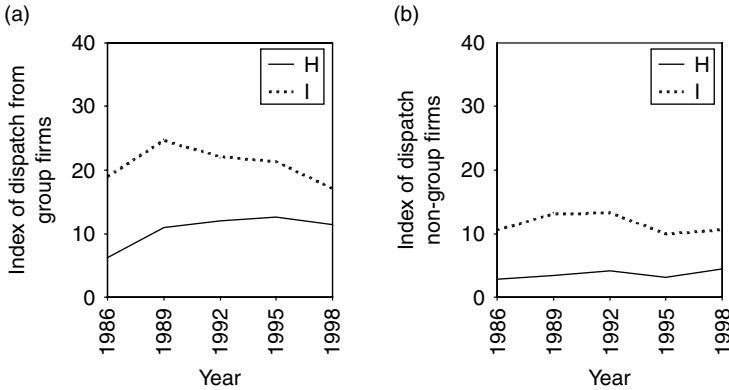 (a)
Index of dispatch from
group firms
40
30
20
10
0
H
I
1986
1989
1992
1995
1998
Year
(b)
Index of dispatch
non-group firms
40
30
20
10
0
H
I
1986
1989
1992
1995
1998
Year